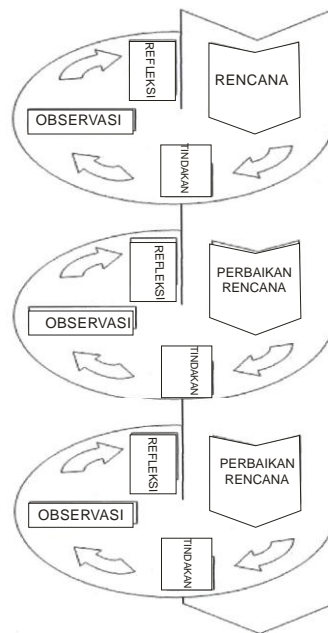 REFLEKSI
RENCANA
OBSERVASI
TINDAKAN
REFLEKSI
PERBAIKAN
RENCANA
OBSERVASI
TINDAKAN
REFLEKSI
PERBAIKAN
RENCANA
OBSERVASI
TINDAKAN